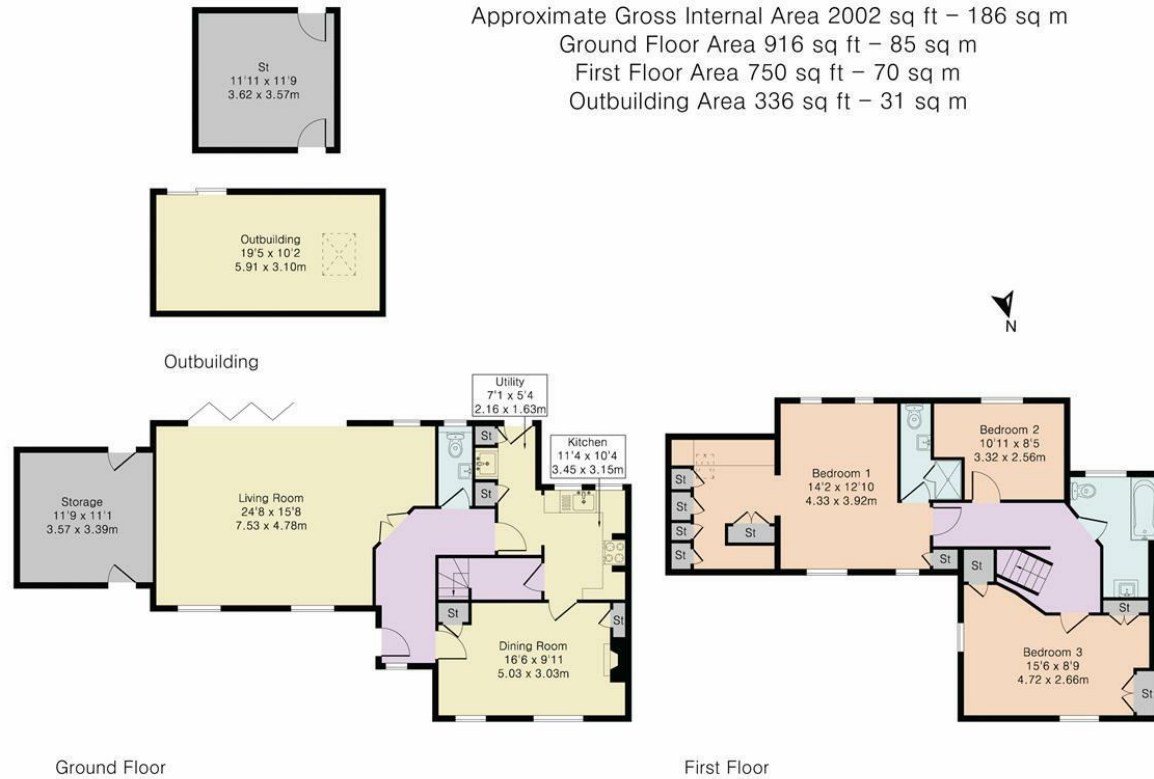 Approximate Gross Internal Area 2002 sq ft – 186 sq m
Ground Floor Area 916 sq ft – 85 sq m
First Floor Area 750 sq ft – 70 sq m
Outbuilding Area 336 sq ft – 31 sq m
St
11'11 x 11'9
3.62 x 3.57m
Outbuilding
19'5 x 10'2
5.91 x 3.10m
Outbuilding
N
Utility
7'1 x 5'4
2.16 x 1.63m
Kitchen
11'4 x 10'4
3.45 x 3.15m
St
St
Living Room
24'8 x 15'8
7.53 x 4.78m
Storage
11'9 x 11'1
3.57 x 3.39m
St
St
Dining Room
16'6 x 9'11
5.03 x 3.03m
Ground Floor
Bedroom 2
10'11 x 8'5
3.32 x 2.56m
Bedroom 1
14'2 x 12'10
4.33 x 3.92m
St
St
St
St
St
St
St
St
Bedroom 3
15'6 x 8'9
4.72 x 2.66m
St
First Floor